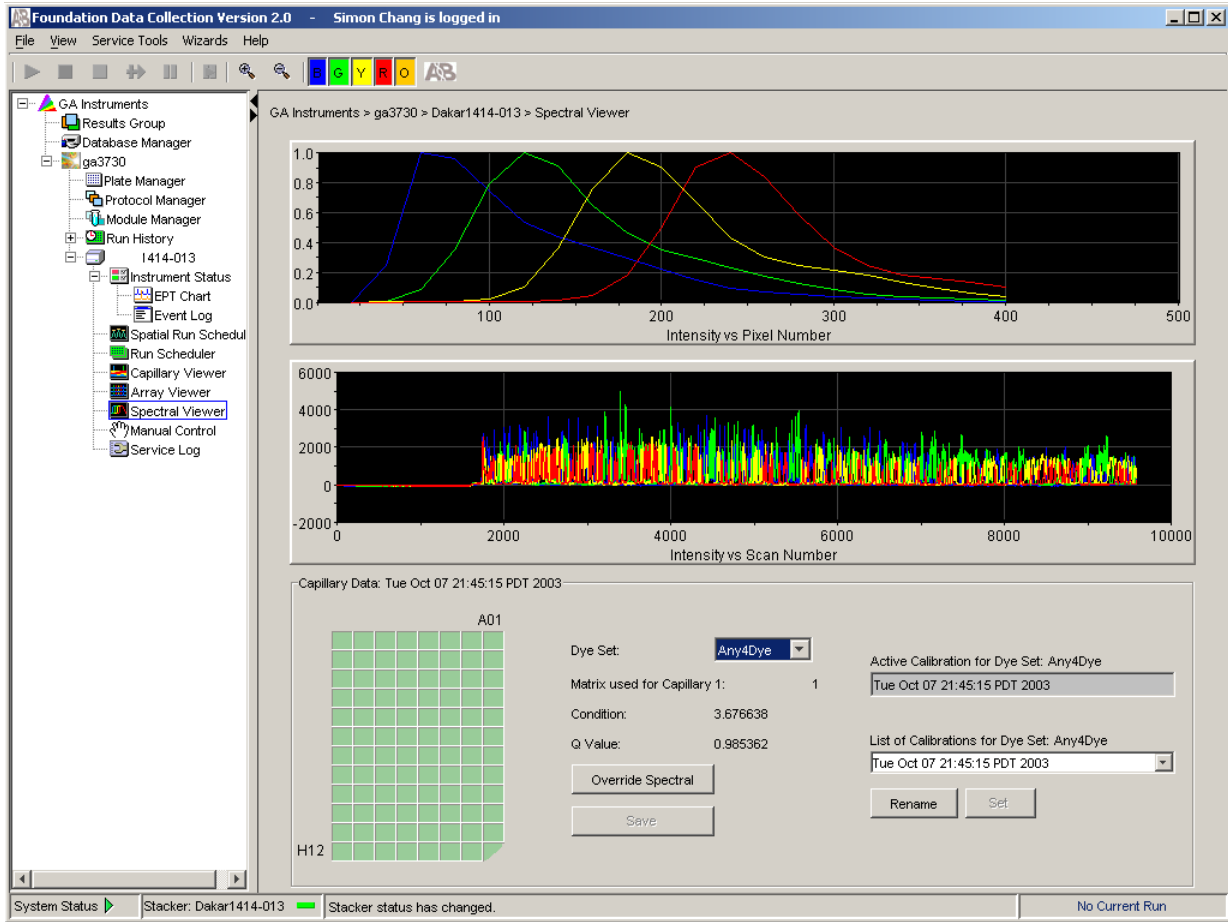 Foundation Data Collection Version 2.0 - Simon Chang is logged in
File View Service Tools Wizards Help
B G Y R O AB
GA Instruments
Results Group
Database Manager
ga3730
Plate Manager
Protocol Manager
Module Manager
Run History
1414-013
Instrument Status
EPT Chart
Event Log
Spatial Run Schedul
Run Scheduler
Capillary Viewer
Array Viewer
Spectral Viewer
Manual Control
Service Log
GA Instruments > ga3730 > Dakar1414-013 > Spectral Viewer
1.0
0.8
0.6
0.4
0.2
0.0
100 200 300 400 500
Intensity vs Pixel Number
6000
4000
2000
0
-2000
0 2000 4000 6000 8000 10000
Intensity vs Scan Number
Capillary Data: Tue Oct 07 21:45:15 PDT 2003
A01
H12
Dye Set: Any4Dye
Matrix used for Capillary 1: 1
Condition: 3.676638
Q Value: 0.985362
Override Spectral
Save
Active Calibration for Dye Set: Any4Dye
Tue Oct 07 21:45:15 PDT 2003
List of Calibrations for Dye Set: Any4Dye
Tue Oct 07 21:45:15 PDT 2003
Rename Set
System Status Stacker: Dakar1414-013 Stacker status has changed. No Current Run